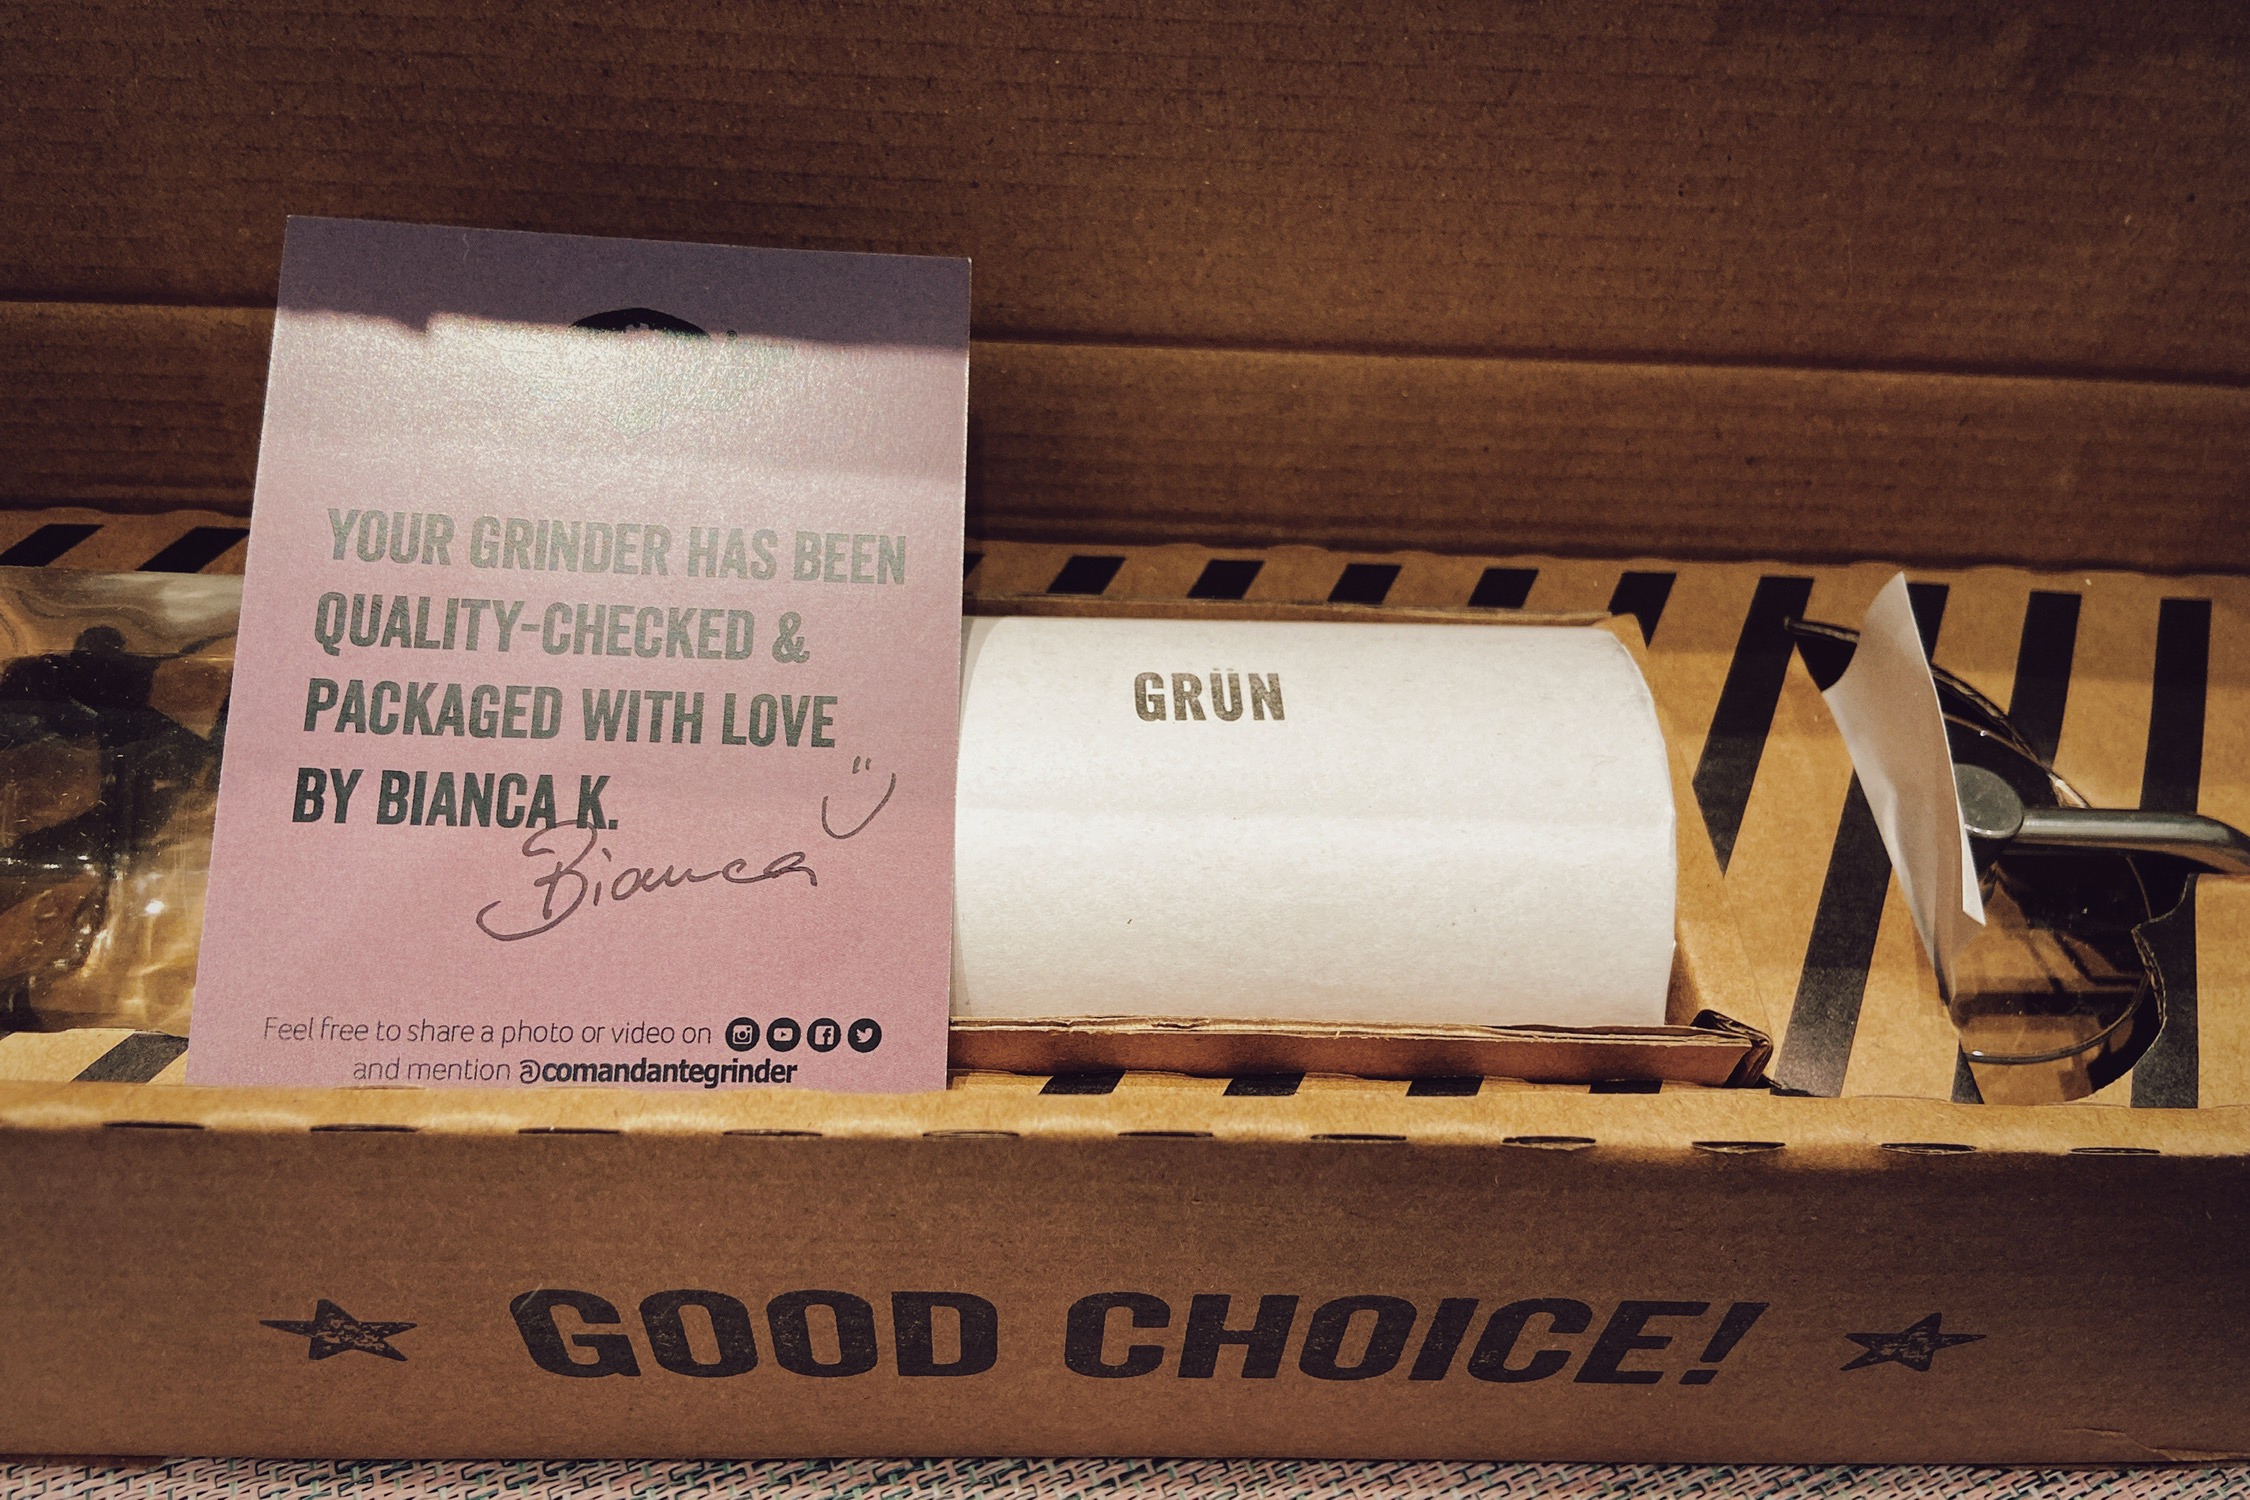 YOUR GRINDER HAS BEEN
QUALITY-CHECKED &
PACKAGED WITH LOVE
BY BIANCA K.
Bianca
Feel free to share a photo or video on
and mention @comandantegrinder
GRÜN
GOOD CHOICE!